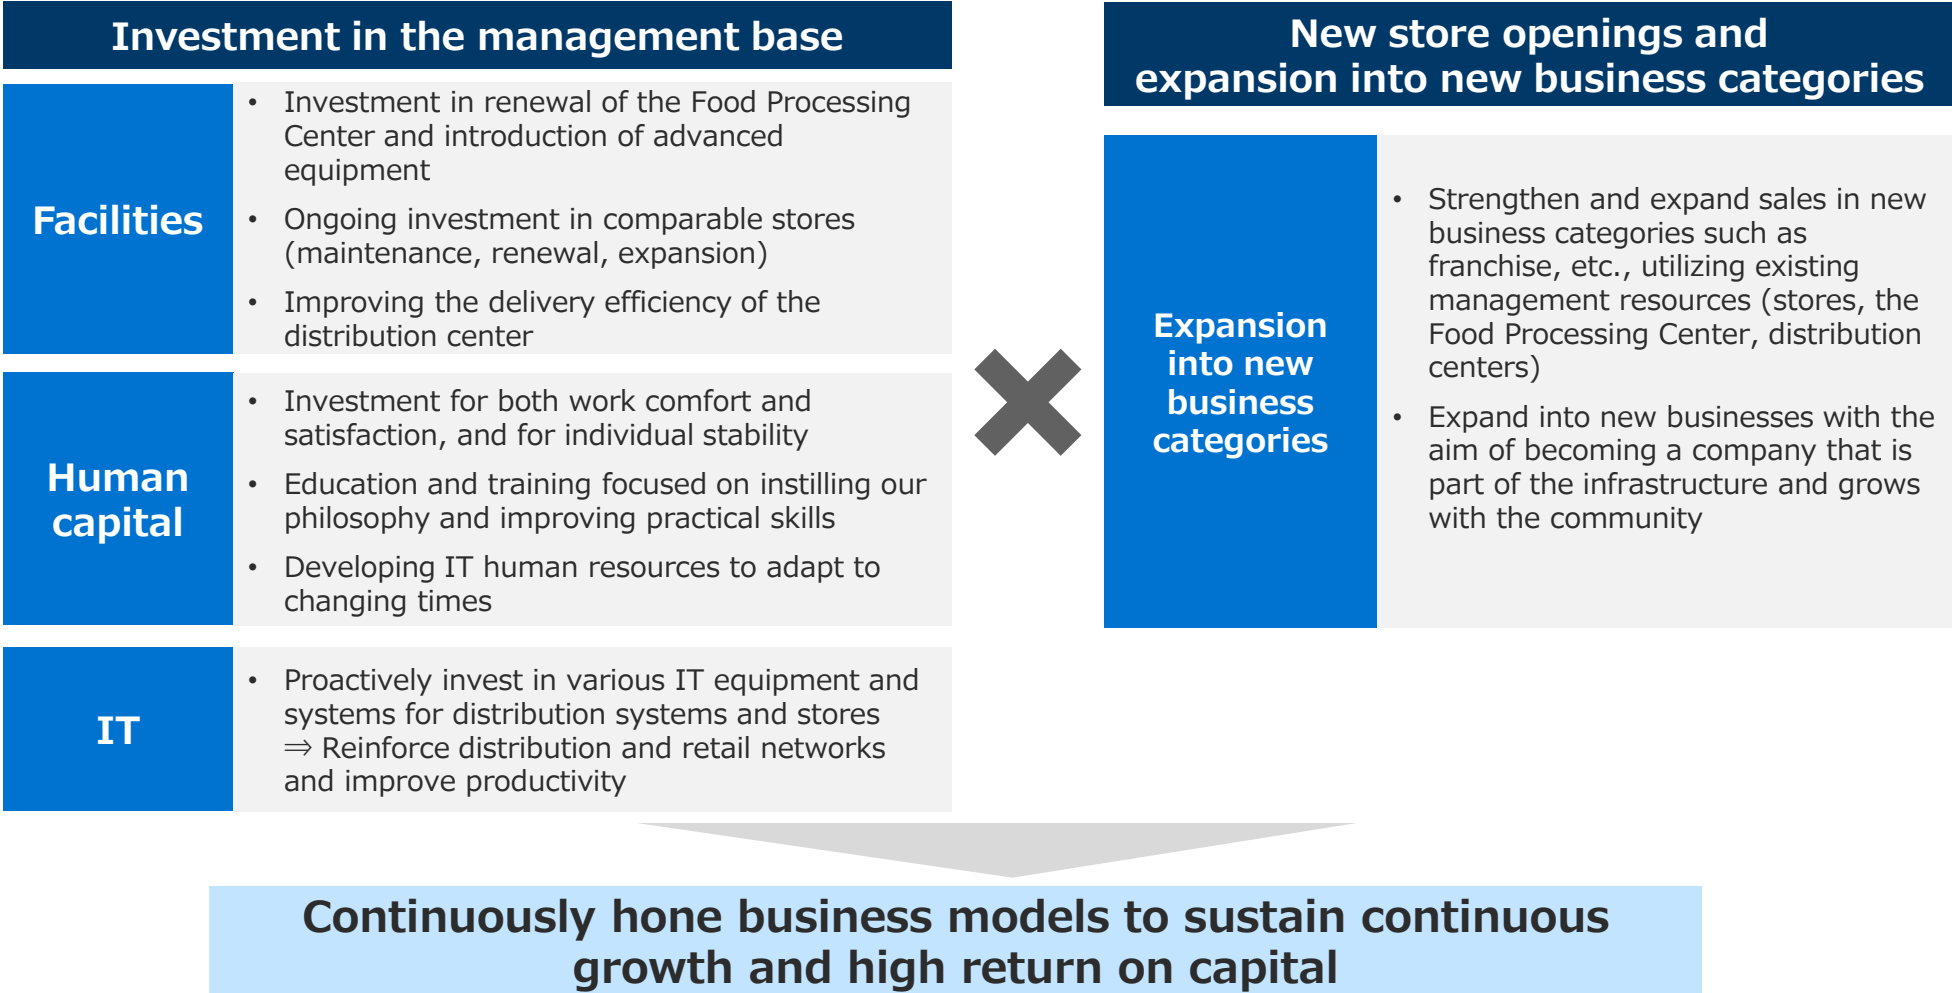 Investment in the management base
Facilities
• Investment in renewal of the Food Processing
Center and introduction of advanced
equipment
• Ongoing investment in comparable stores
(maintenance, renewal, expansion)
• Improving the delivery efficiency of the
distribution center
Human
capital
• Investment for both work comfort and
satisfaction, and for individual stability
• Education and training focused on instilling our
philosophy and improving practical skills
• Developing IT human resources to adapt to
changing times
IT
• Proactively invest in various IT equipment and
systems for distribution systems and stores
⇒ Reinforce distribution and retail networks
and improve productivity
New store openings and
expansion into new business categories
Expansion
into new
business
categories
• Strengthen and expand sales in new
business categories such as
franchise, etc., utilizing existing
management resources (stores, the
Food Processing Center, distribution
centers)
• Expand into new businesses with the
aim of becoming a company that is
part of the infrastructure and grows
with the community
Continuously hone business models to sustain continuous
growth and high return on capital